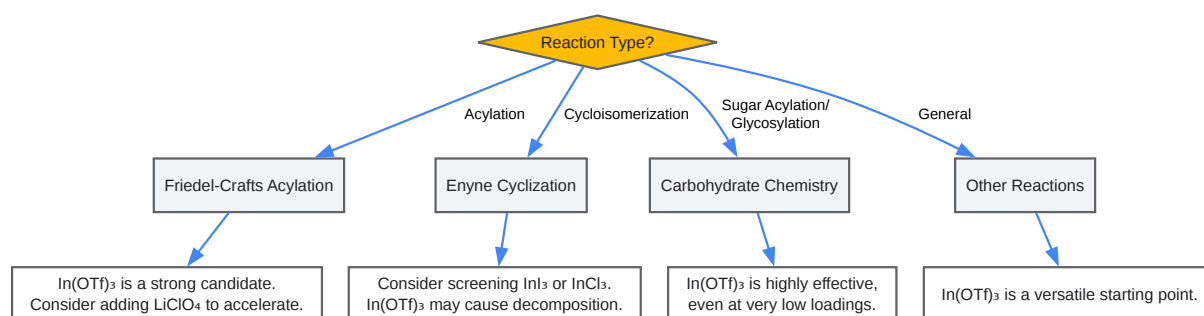 Reaction Type?
Acylation
Cycloisomerization
Sugar Acylation/
Glycosylation
General
Friedel-Crafts Acylation
Enyne Cyclization
Carbohydrate Chemistry
Other Reactions
In(OTf)₃ is a strong candidate.
Consider adding LiClO₄ to accelerate.
Consider screening InI₃ or InCl₃.
In(OTf)₃ may cause decomposition.
In(OTf)₃ is highly effective,
even at very low loadings.
In(OTf)₃ is a versatile starting point.